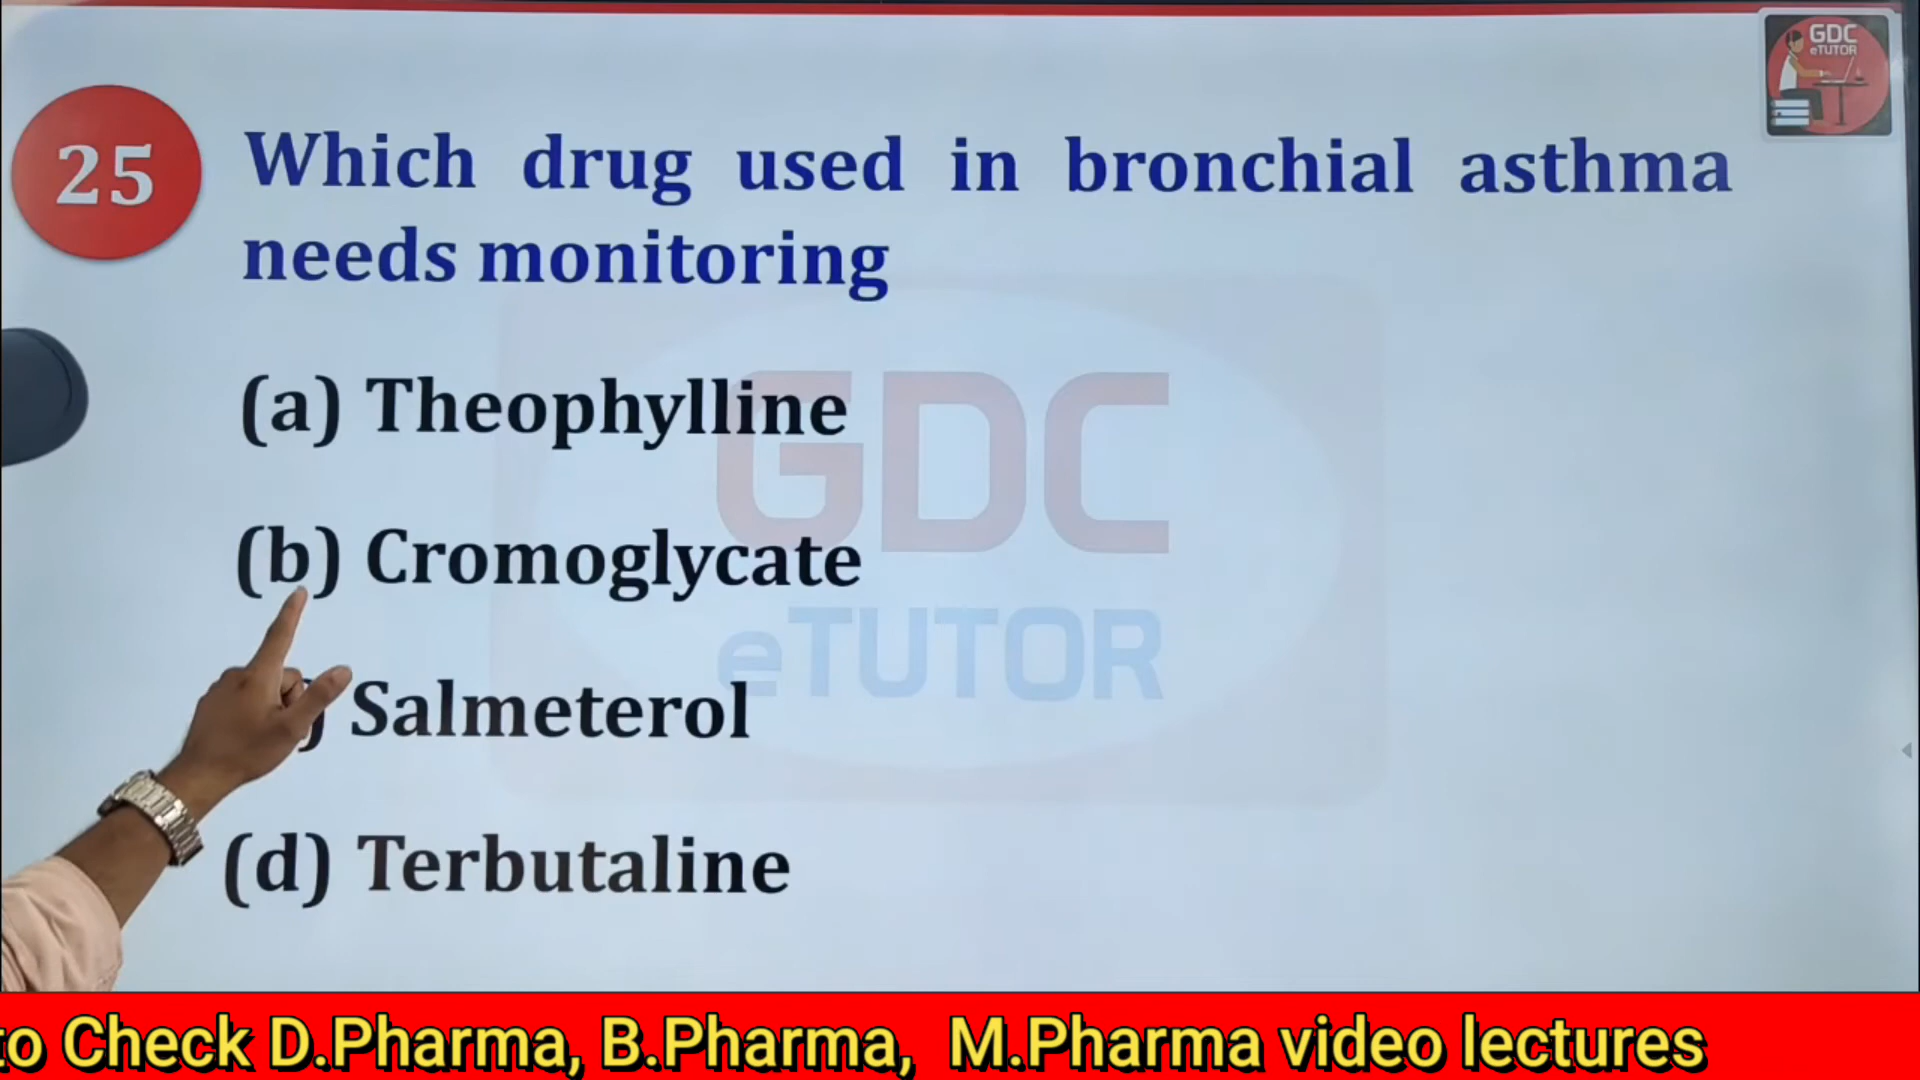 GDC
eTUTOR
25
Which drug used in bronchial asthma
needs monitoring
(a) Theophylline
(b) Cromoglycate
) Salmeterol
(d) Terbutaline
GDC
eTUTOR
to Check D.Pharma, B.Pharma, M.Pharma video lectures